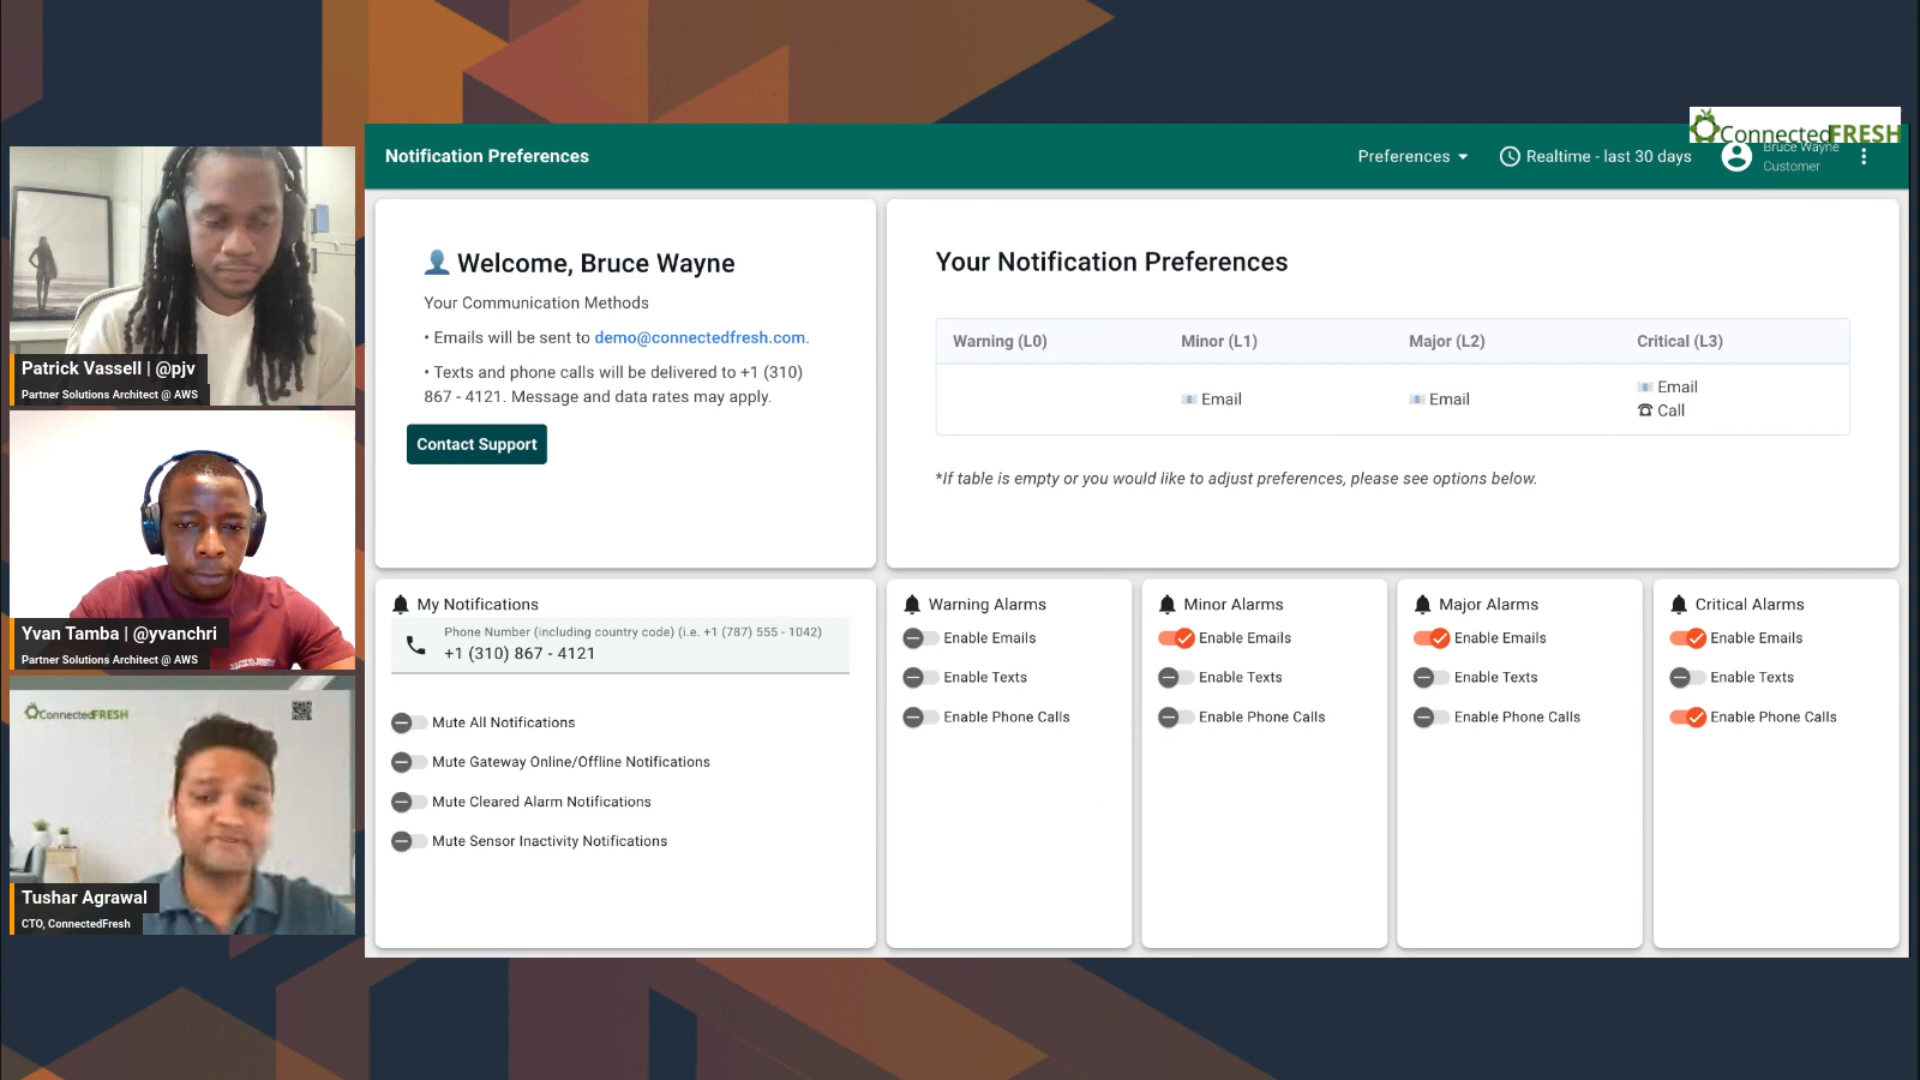 ConnectedFRESH
Notification Preferences
Preferences
Realtime - last 30 days
Bruce Wayne
Customer
Patrick Vassell | @pjv
Partner Solutions Architect @ AWS
Yvan Tamba | @yvanchri
Partner Solutions Architect @ AWS
ConnectedFRESH
Tushar Agrawal
CTO, ConnectedFresh
Welcome, Bruce Wayne
Your Communication Methods
• Emails will be sent to demo@connectedfresh.com.
• Texts and phone calls will be delivered to +1 (310)
867 - 4121. Message and data rates may apply.
Contact Support
Your Notification Preferences
Warning (L0) Minor (L1) Major (L2) Critical (L3)
Email Email Email
Call
*If table is empty or you would like to adjust preferences, please see options below.
My Notifications
Phone Number (including country code) (i.e. +1 (787) 555 - 1042)
+1 (310) 867 - 4121
Mute All Notifications
Mute Gateway Online/Offline Notifications
Mute Cleared Alarm Notifications
Mute Sensor Inactivity Notifications
Warning Alarms
Enable Emails
Enable Texts
Enable Phone Calls
Minor Alarms
Enable Emails
Enable Texts
Enable Phone Calls
Major Alarms
Enable Emails
Enable Texts
Enable Phone Calls
Critical Alarms
Enable Emails
Enable Texts
Enable Phone Calls